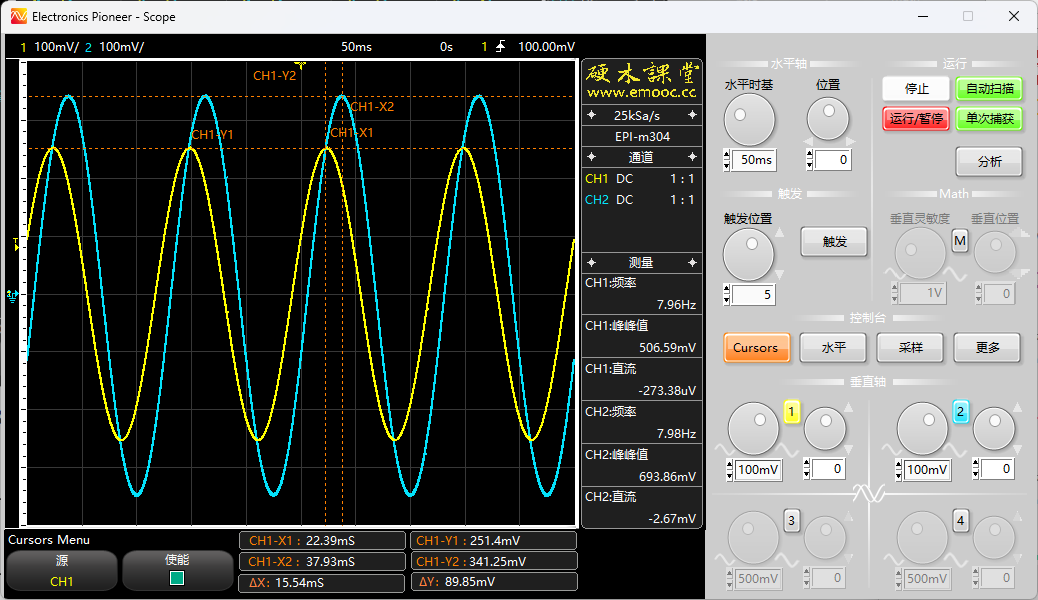 Electronics Pioneer - Scope
1 100mV/ 2 100mV/ 50ms 0s 1 100.00mV
CH1-Y2
CH1-X2
CH1-Y1
CH1-X1
T
硬木課堂
www.emooc.cc
25kSa/s
EPI-m304
通道
CH1 DC 1 : 1
CH2 DC 1 : 1
测量
CH1:频率
7.96Hz
CH1:峰峰值
506.59mV
CH1:直流
-273.38uV
CH2:频率
7.98Hz
CH2:峰峰值
693.86mV
CH2:直流
-2.67mV
Cursors Menu
源
CH1
使能
CH1-X1 : 22.39mS
CH1-Y1 : 251.4mV
CH1-X2 : 37.93mS
CH1-Y2 : 341.25mV
ΔX: 15.54mS
ΔY: 89.85mV
水平轴
水平时基
位置
50ms
0
运行
停止
自动扫描
运行/暂停
单次捕获
分析
触发
触发位置
触发
5
Math
垂直灵敏度
垂直位置
M
1V
0
控制台
Cursors
水平
采样
更多
垂直轴
1
100mV
0
2
100mV
0
3
500mV
0
4
500mV
0